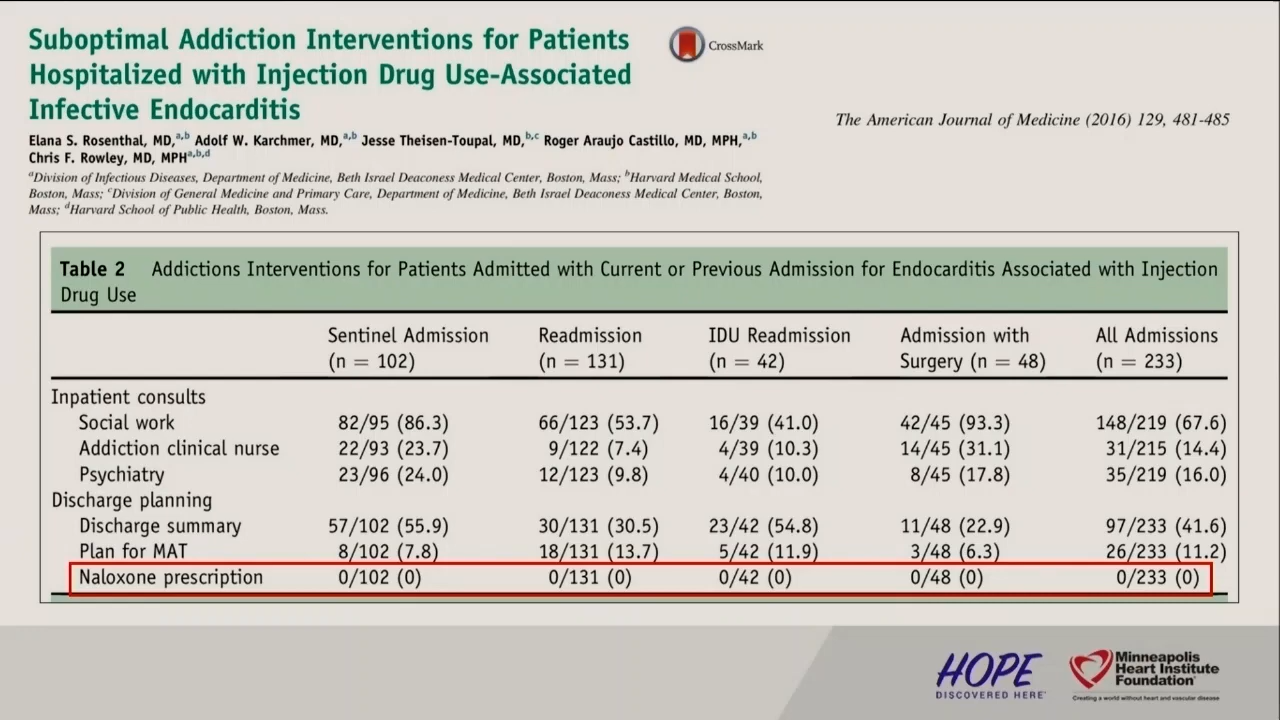 Suboptimal Addiction Interventions for Patients
Hospitalized with Injection Drug Use-Associated
Infective Endocarditis
CrossMark
The American Journal of Medicine (2016) 129, 481-485
Elana S. Rosenthal, MD,a,b Adolf W. Karchmer, MD,a,b Jesse Theisen-Toupal, MD,b,c Roger Araujo Castillo, MD, MPH,a,b
Chris F. Rowley, MD, MPHa,b,d
aDivision of Infectious Diseases, Department of Medicine, Beth Israel Deaconess Medical Center, Boston, Mass; bHarvard Medical School,
Boston, Mass; cDivision of General Medicine and Primary Care, Department of Medicine, Beth Israel Deaconess Medical Center, Boston,
Mass; dHarvard School of Public Health, Boston, Mass.
Table 2 Addictions Interventions for Patients Admitted with Current or Previous Admission for Endocarditis Associated with Injection
Drug Use
Sentinel Admission Readmission IDU Readmission Admission with All Admissions
(n = 102) (n = 131) (n = 42) Surgery (n = 48) (n = 233)
Inpatient consults
Social work 82/95 (86.3) 66/123 (53.7) 16/39 (41.0) 42/45 (93.3) 148/219 (67.6)
Addiction clinical nurse 22/93 (23.7) 9/122 (7.4) 4/39 (10.3) 14/45 (31.1) 31/215 (14.4)
Psychiatry 23/96 (24.0) 12/123 (9.8) 4/40 (10.0) 8/45 (17.8) 35/219 (16.0)
Discharge planning
Discharge summary 57/102 (55.9) 30/131 (30.5) 23/42 (54.8) 11/48 (22.9) 97/233 (41.6)
Plan for MAT 8/102 (7.8) 18/131 (13.7) 5/42 (11.9) 3/48 (6.3) 26/233 (11.2)
Naloxone prescription 0/102 (0) 0/131 (0) 0/42 (0) 0/48 (0) 0/233 (0)
HOPE
DISCOVERED HERE
Minneapolis
Heart Institute
Foundation
Creating a world without heart and vascular disease